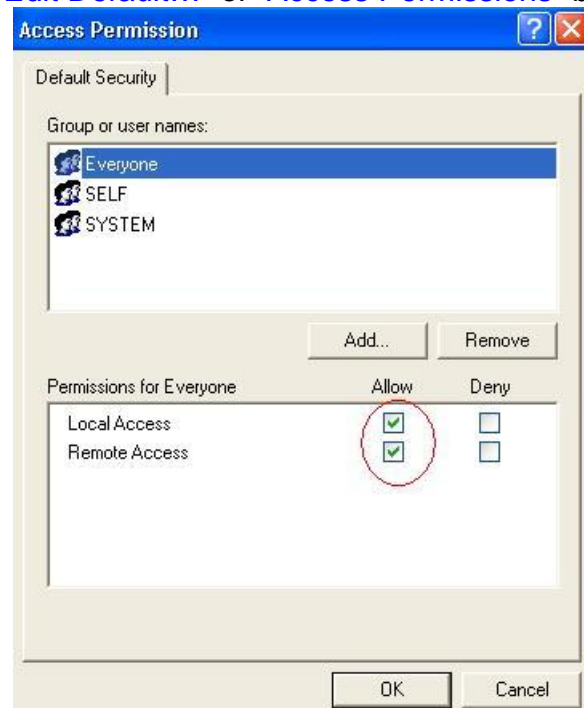 Access Permission
Default Security
Group or user names:
Everyone
SELF
SYSTEM
Add... Remove
Permissions for Everyone Allow Deny
Local Access
Remote Access
OK Cancel